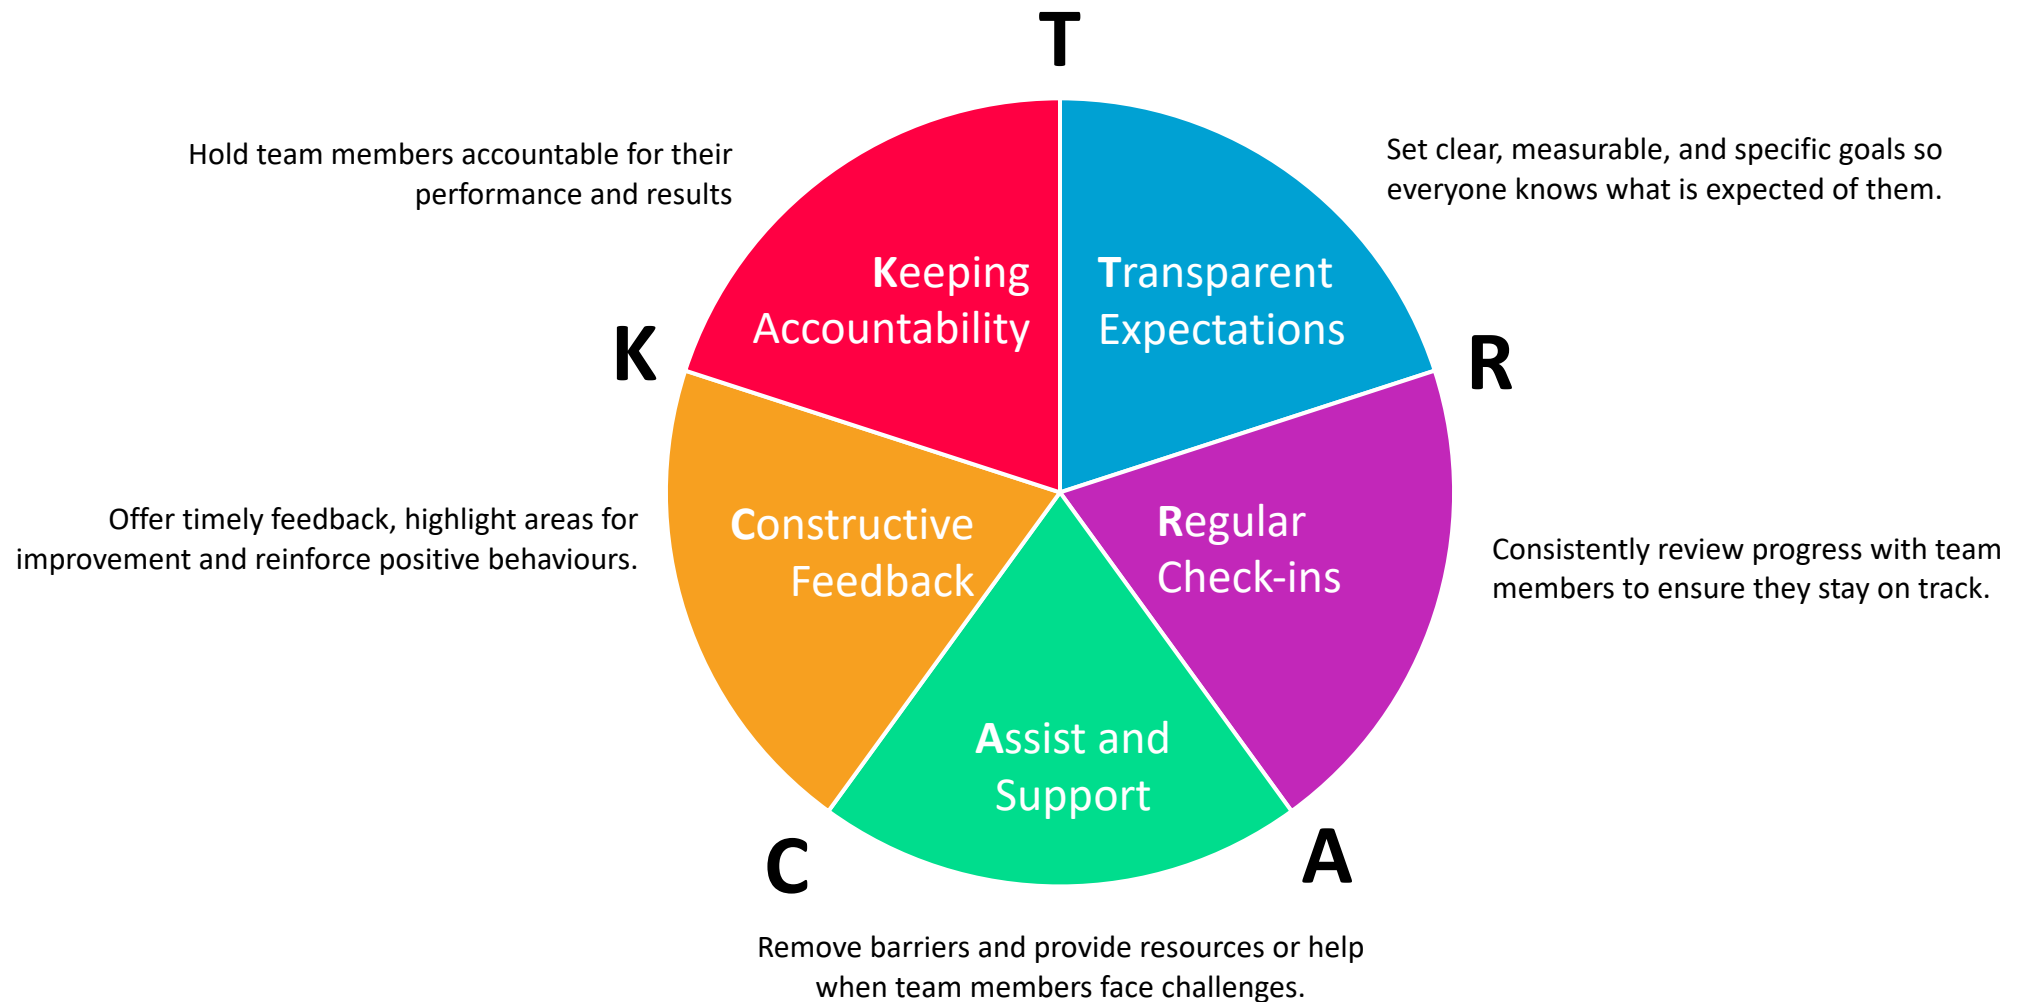 T
Transparent
Expectations
Set clear, measurable, and specific goals so
everyone knows what is expected of them.
R
Regular
Check-ins
Consistently review progress with team
members to ensure they stay on track.
A
Assist and
Support
Remove barriers and provide resources or help
when team members face challenges.
C
Constructive
Feedback
Offer timely feedback, highlight areas for
improvement and reinforce positive behaviours.
K
Keeping
Accountability
Hold team members accountable for their
performance and results